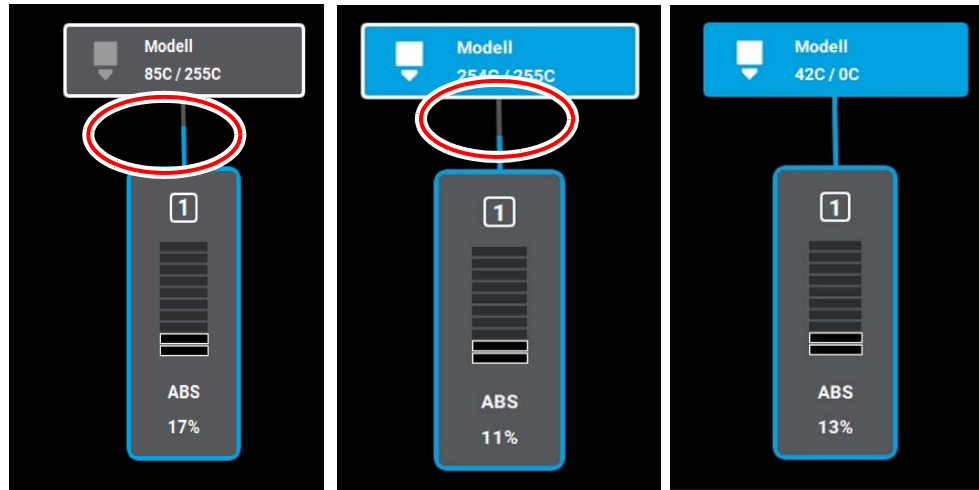 Modell
85C / 255C
1
ABS
17%
Modell
254C / 255C
1
ABS
11%
Modell
42C / 0C
1
ABS
13%